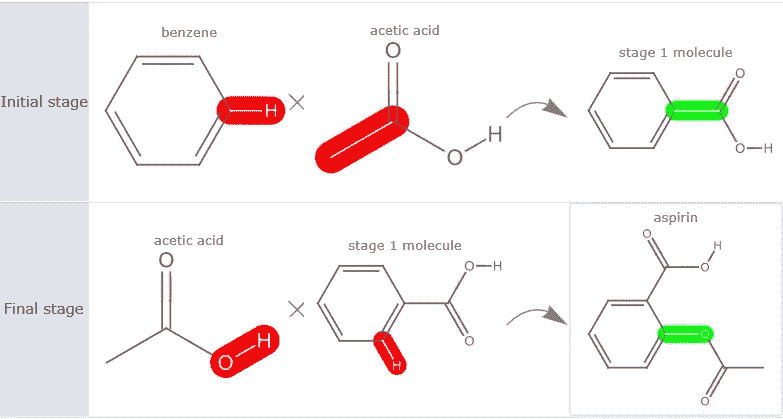 benzene
acetic acid
stage 1 molecule
Initial stage
H
×
O
O
H
O
O
H
acetic acid
stage 1 molecule
aspirin
Final stage
O
O
H
×
O
H
O
H
O
H
O
O
O